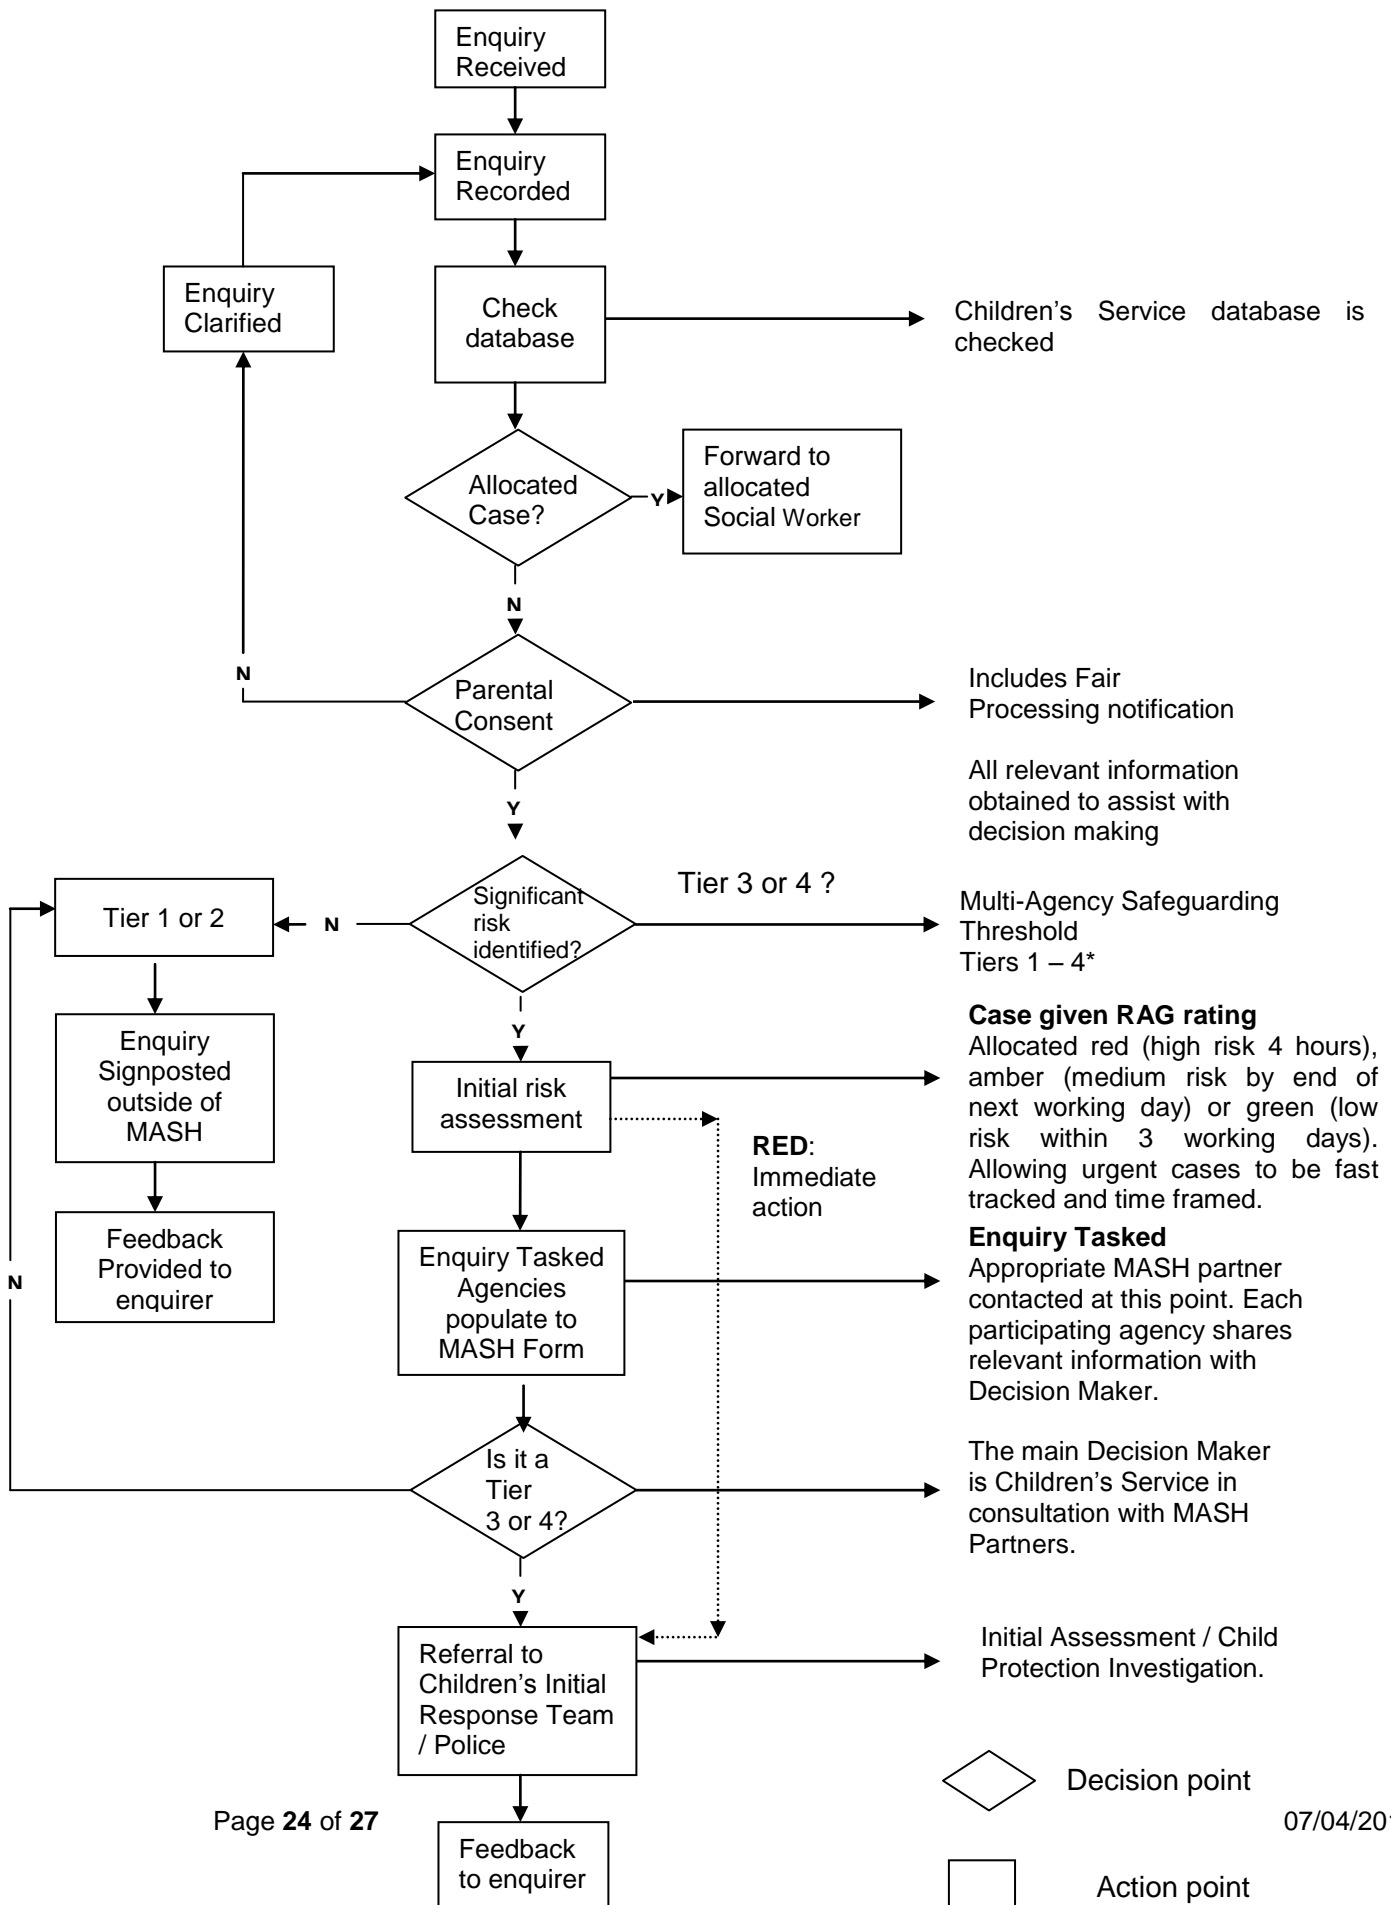 Enquiry
Received
Enquiry
Recorded
Enquiry
Clarified
Check
database
Children's Service database is
checked
Allocated
Case?
Y
Forward to
allocated
Social Worker
N
N
Parental
Consent
Includes Fair
Processing notification
All relevant information
obtained to assist with
decision making
Y
Tier 1 or 2
N
Significant
risk
identified?
Tier 3 or 4 ?
Multi-Agency Safeguarding
Threshold
Tiers 1 – 4*
Y
Enquiry
Signposted
outside of
MASH
Initial risk
assessment
RED:
Immediate
action
Case given RAG rating
Allocated red (high risk 4 hours),
amber (medium risk by end of
next working day) or green (low
risk within 3 working days).
Allowing urgent cases to be fast
tracked and time framed.
Feedback
Provided to
enquirer
N
Enquiry Tasked
Agencies
populate to
MASH Form
Enquiry Tasked
Appropriate MASH partner
contacted at this point. Each
participating agency shares
relevant information with
Decision Maker.
Is it a
Tier
3 or 4?
The main Decision Maker
is Children's Service in
consultation with MASH
Partners.
Y
Referral to
Children's Initial
Response Team
/ Police
Initial Assessment / Child
Protection Investigation.
Decision point
Page 24 of 27
Feedback
to enquirer
Action point